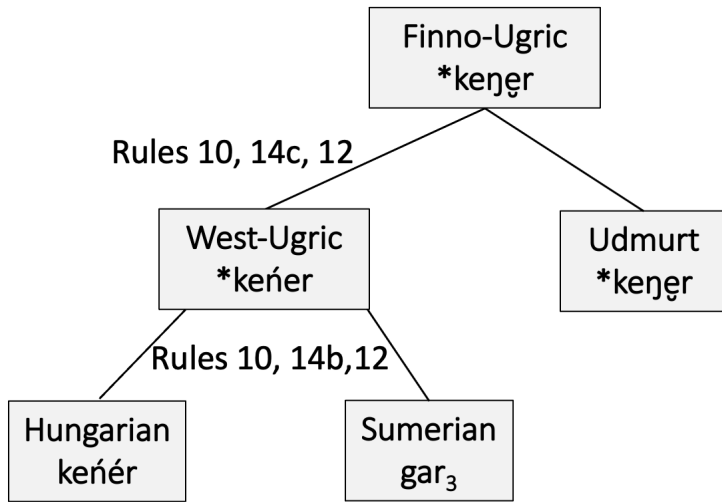 Finno-Ugric
*keŋe̮r
Rules 10, 14c, 12
West-Ugric
*keńer
Udmurt
*keŋe̮r
Rules 10, 14b,12
Hungarian
keńér
Sumerian
gar₃